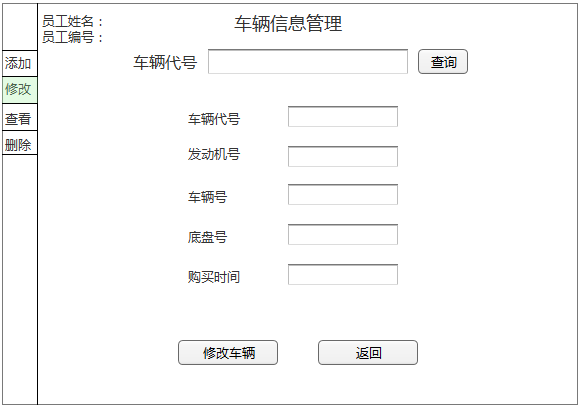 员工姓名：
车辆信息管理
员工编号：
车辆代号
查询
添加
修改
查看
删除
车辆代号
发动机号
车辆号
底盘号
购买时间
修改车辆
返回